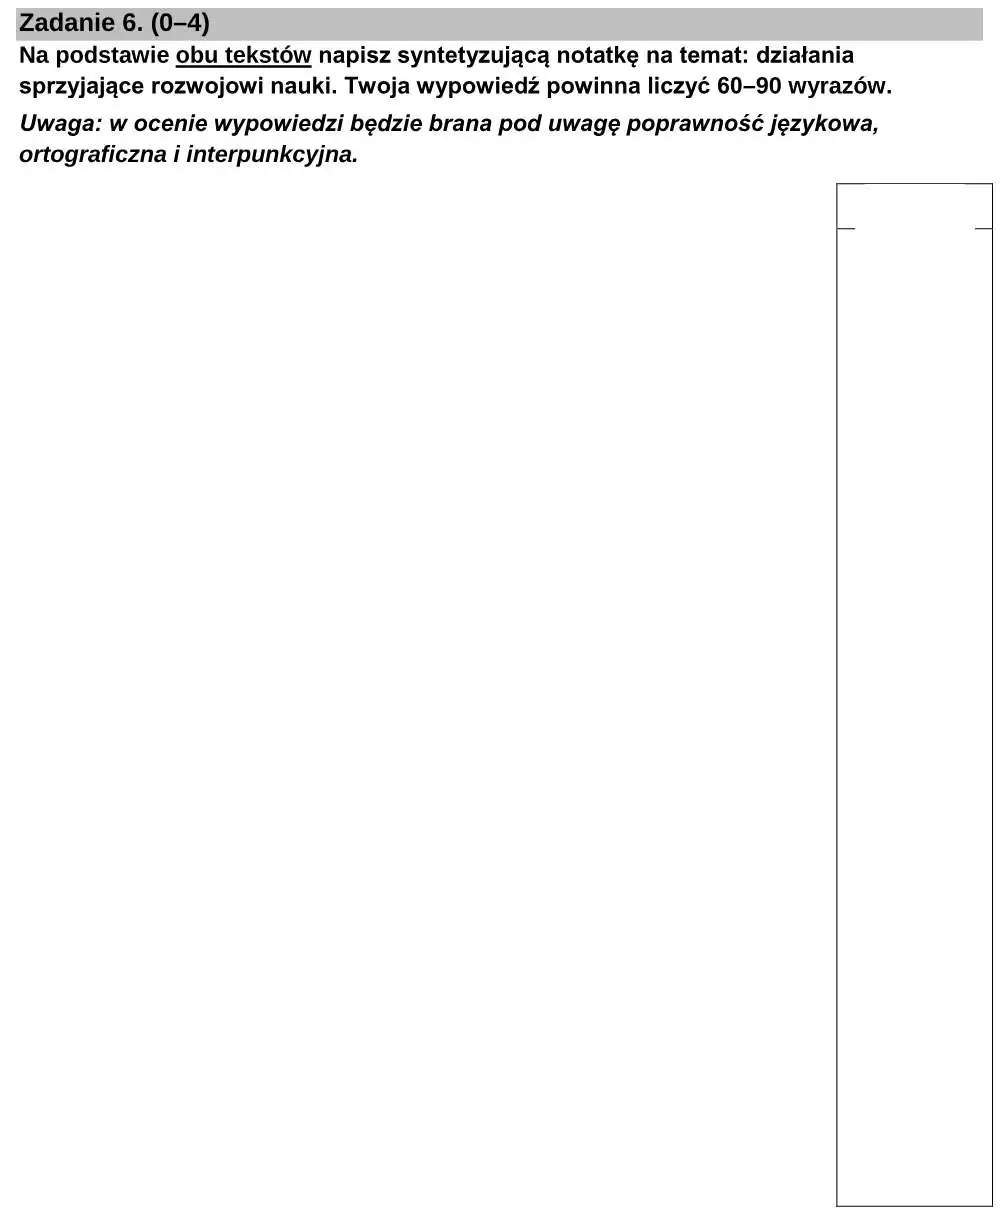 Zadanie 6. (0–4)
Na podstawie obu tekstów napisz syntetyzującą notatkę na temat: działania
sprzyjające rozwojowi nauki. Twoja wypowiedź powinna liczyć 60–90 wyrazów.
Uwaga: w ocenie wypowiedzi będzie brana pod uwagę poprawność językowa,
ortograficzna i interpunkcyjna.